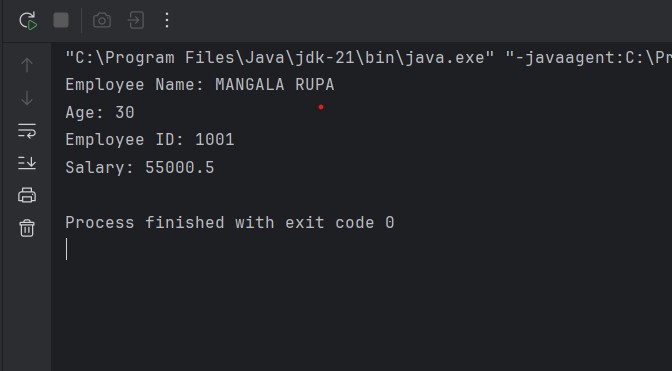 "C:\Program Files\Java\jdk-21\bin\java.exe" "-javaagent:C:\Pr
Employee Name: MANGALA RUPA
Age: 30
Employee ID: 1001
Salary: 55000.5
Process finished with exit code 0